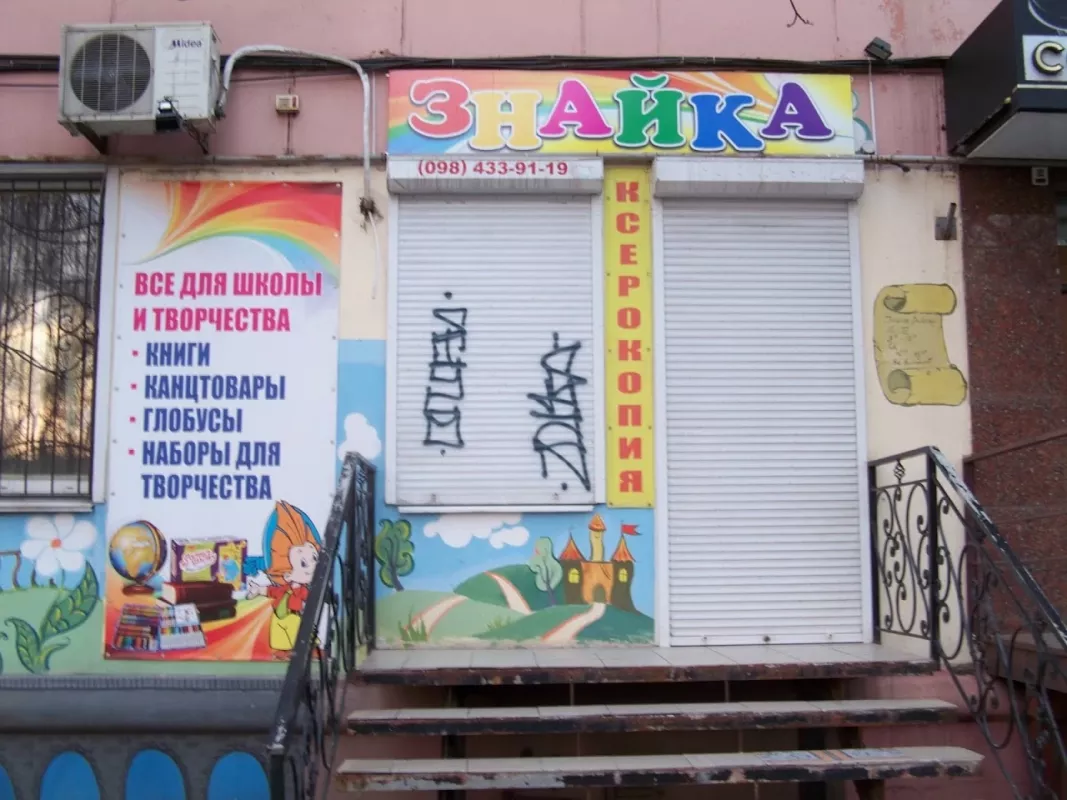 Midea
ЗНАЙКА
(098) 433-91-19
КСЕРОКОПИЯ
ВСЕ ДЛЯ ШКОЛЫ
И ТВОРЧЕСТВА
· КНИГИ
· КАНЦТОВАРЫ
· ГЛОБУСЫ
· НАБОРЫ ДЛЯ
ТВОРЧЕСТВА
С